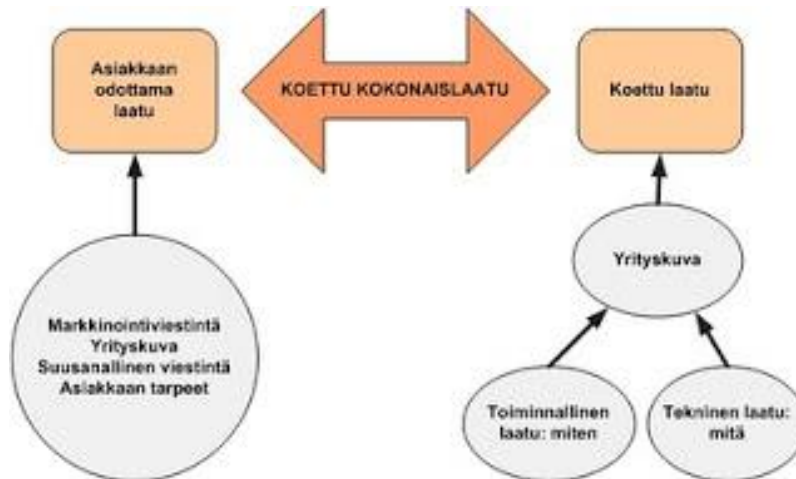 Asiakkaan
odottama
laatu
KOETTU KOKONAISLAATU
Koettu laatu
Markkinointiviestintä
Yrityskuva
Suusanallinen viestintä
Asiakkaan tarpeet
Yrityskuva
Toiminnallinen
laatu: miten
Tekninen laatu:
mitä